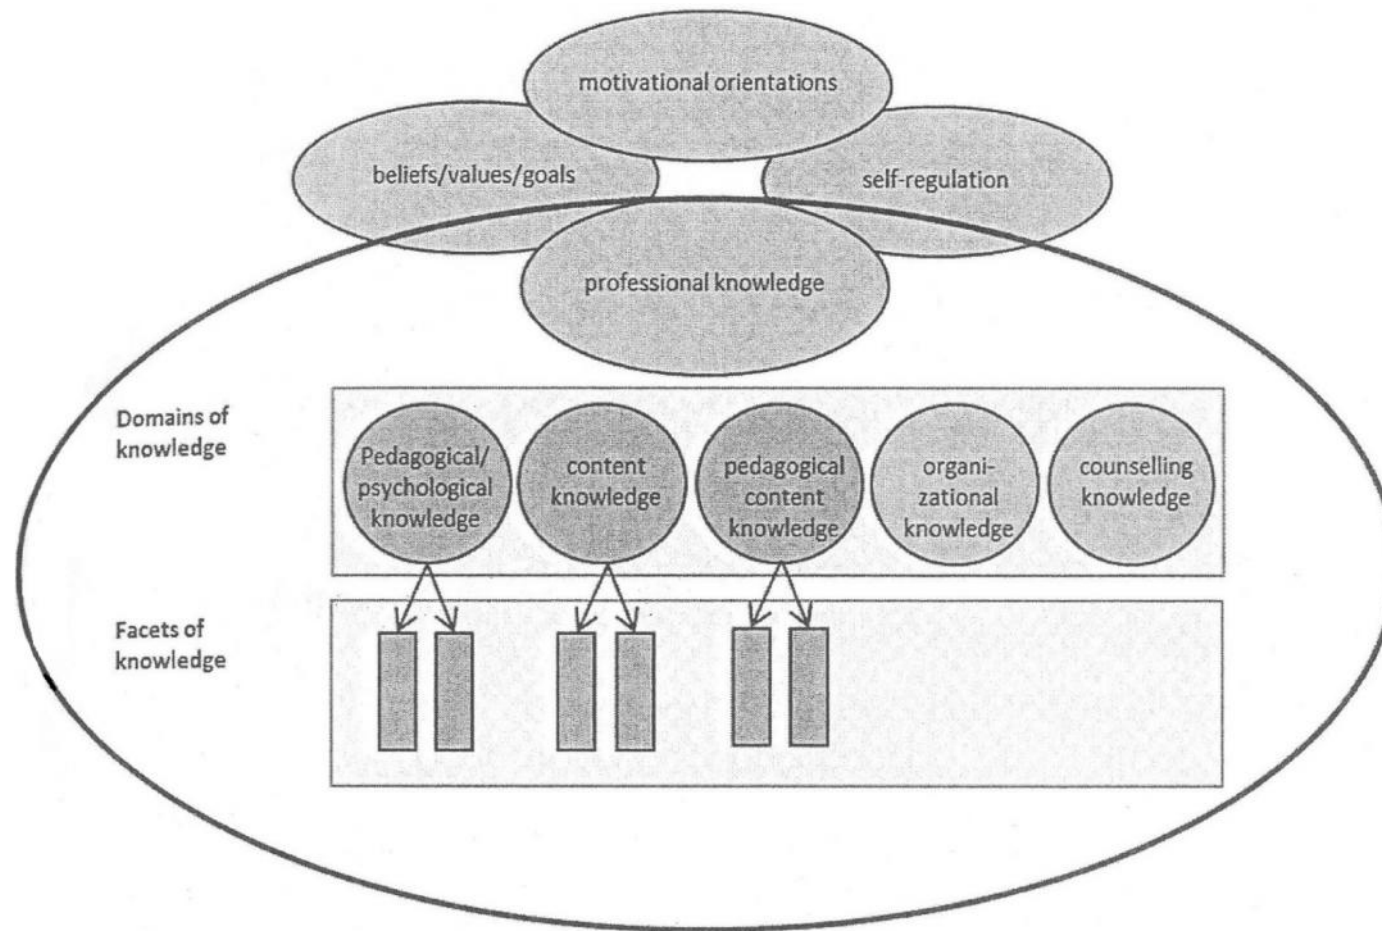 motivational orientations
beliefs/values/goals
self-regulation
professional knowledge
Domains of
knowledge
Pedagogical/
psychological
knowledge
content
knowledge
pedagogical
content
knowledge
organi-
zational
knowledge
counselling
knowledge
Facets of
knowledge